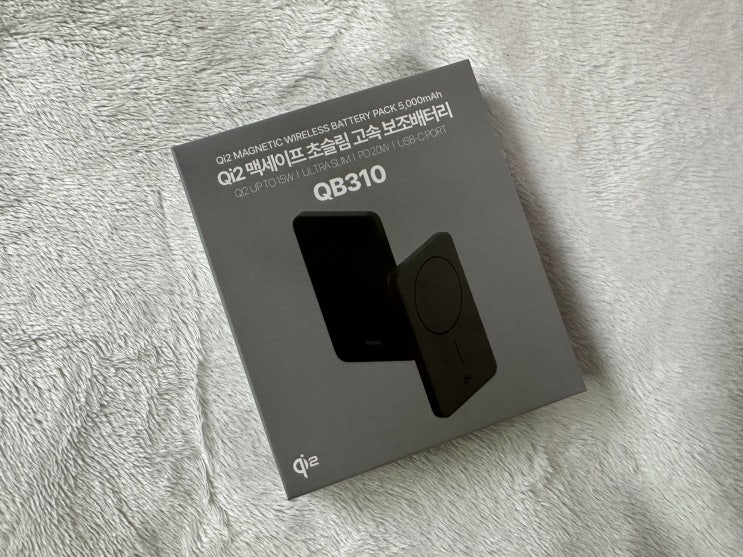 Qi2 MAGNETIC WIRELESS BATTERY PACK 5,000mAh
Qi2 맥세이프 초슬림 고속 보조배터리
QI2 UP TO 15W I ULTRA SLIM I PD 20W I USB-C PORT
QB310
qi2